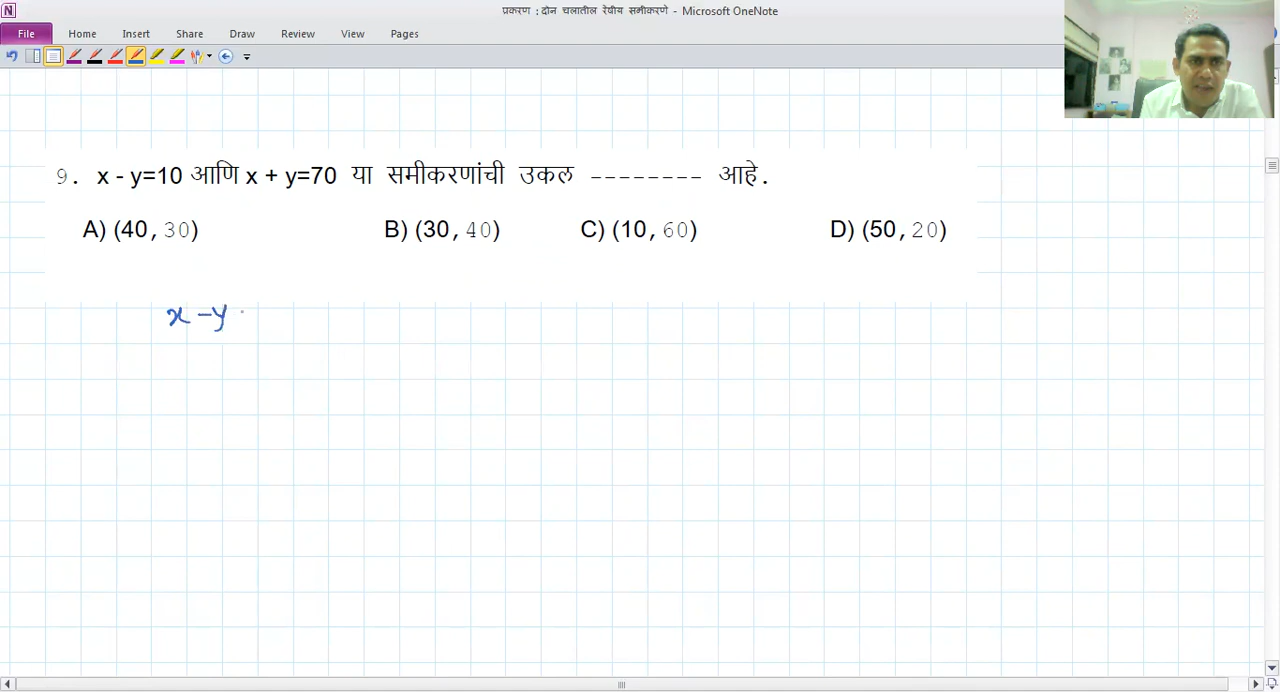 प्रकरण : दोन चलातील रेषीय समीकरणे - Microsoft OneNote
File Home Insert Share Draw Review View Pages
9. x - y=10 आणि x + y=70 या समीकरणांची उकल -------- आहे.
A) (40, 30) B) (30, 40) C) (10, 60) D) (50, 20)
x - y